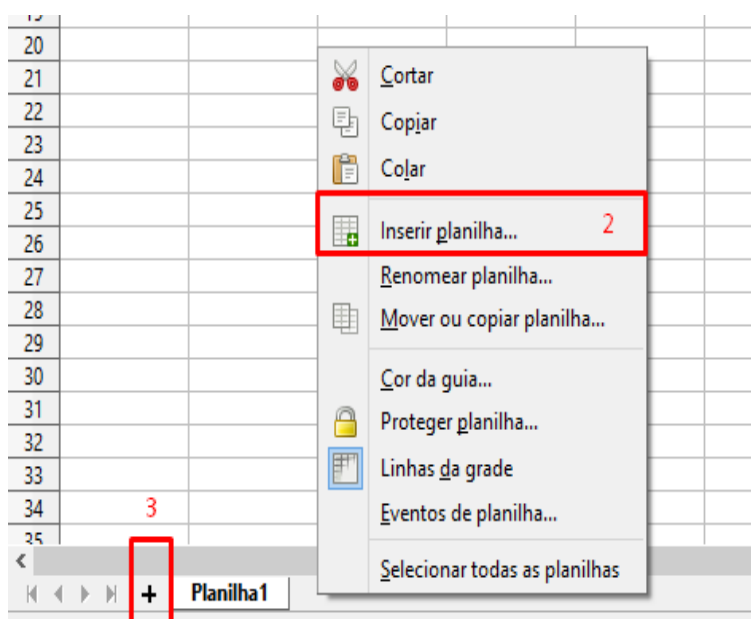 20
21
22
23
24
25
26
27
28
29
30
31
32
33
34
35
Cortar
Copiar
Colar
Inserir planilha... 2
Renomear planilha...
Mover ou copiar planilha...
Cor da guia...
Proteger planilha...
Linhas da grade
Eventos de planilha...
Selecionar todas as planilhas
3
+ Planilha1